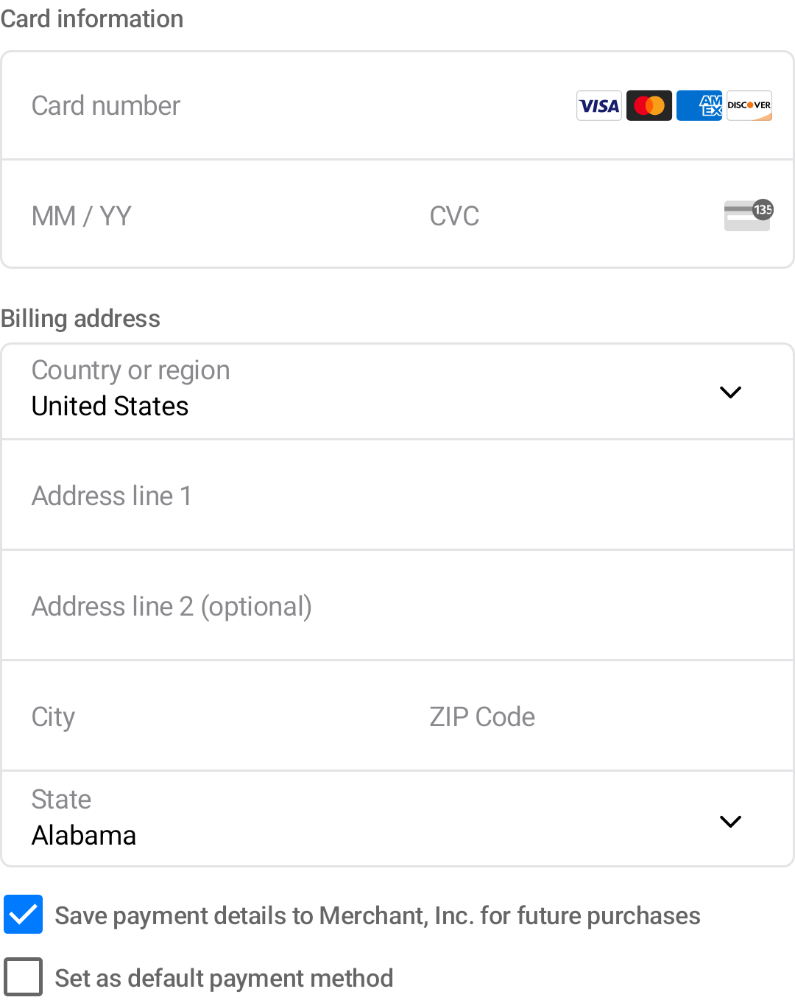 Card information
Card number VISA AM EX DISCOVER
MM / YY CVC 135
Billing address
Country or region
United States
Address line 1
Address line 2 (optional)
City ZIP Code
State
Alabama
Save payment details to Merchant, Inc. for future purchases
Set as default payment method